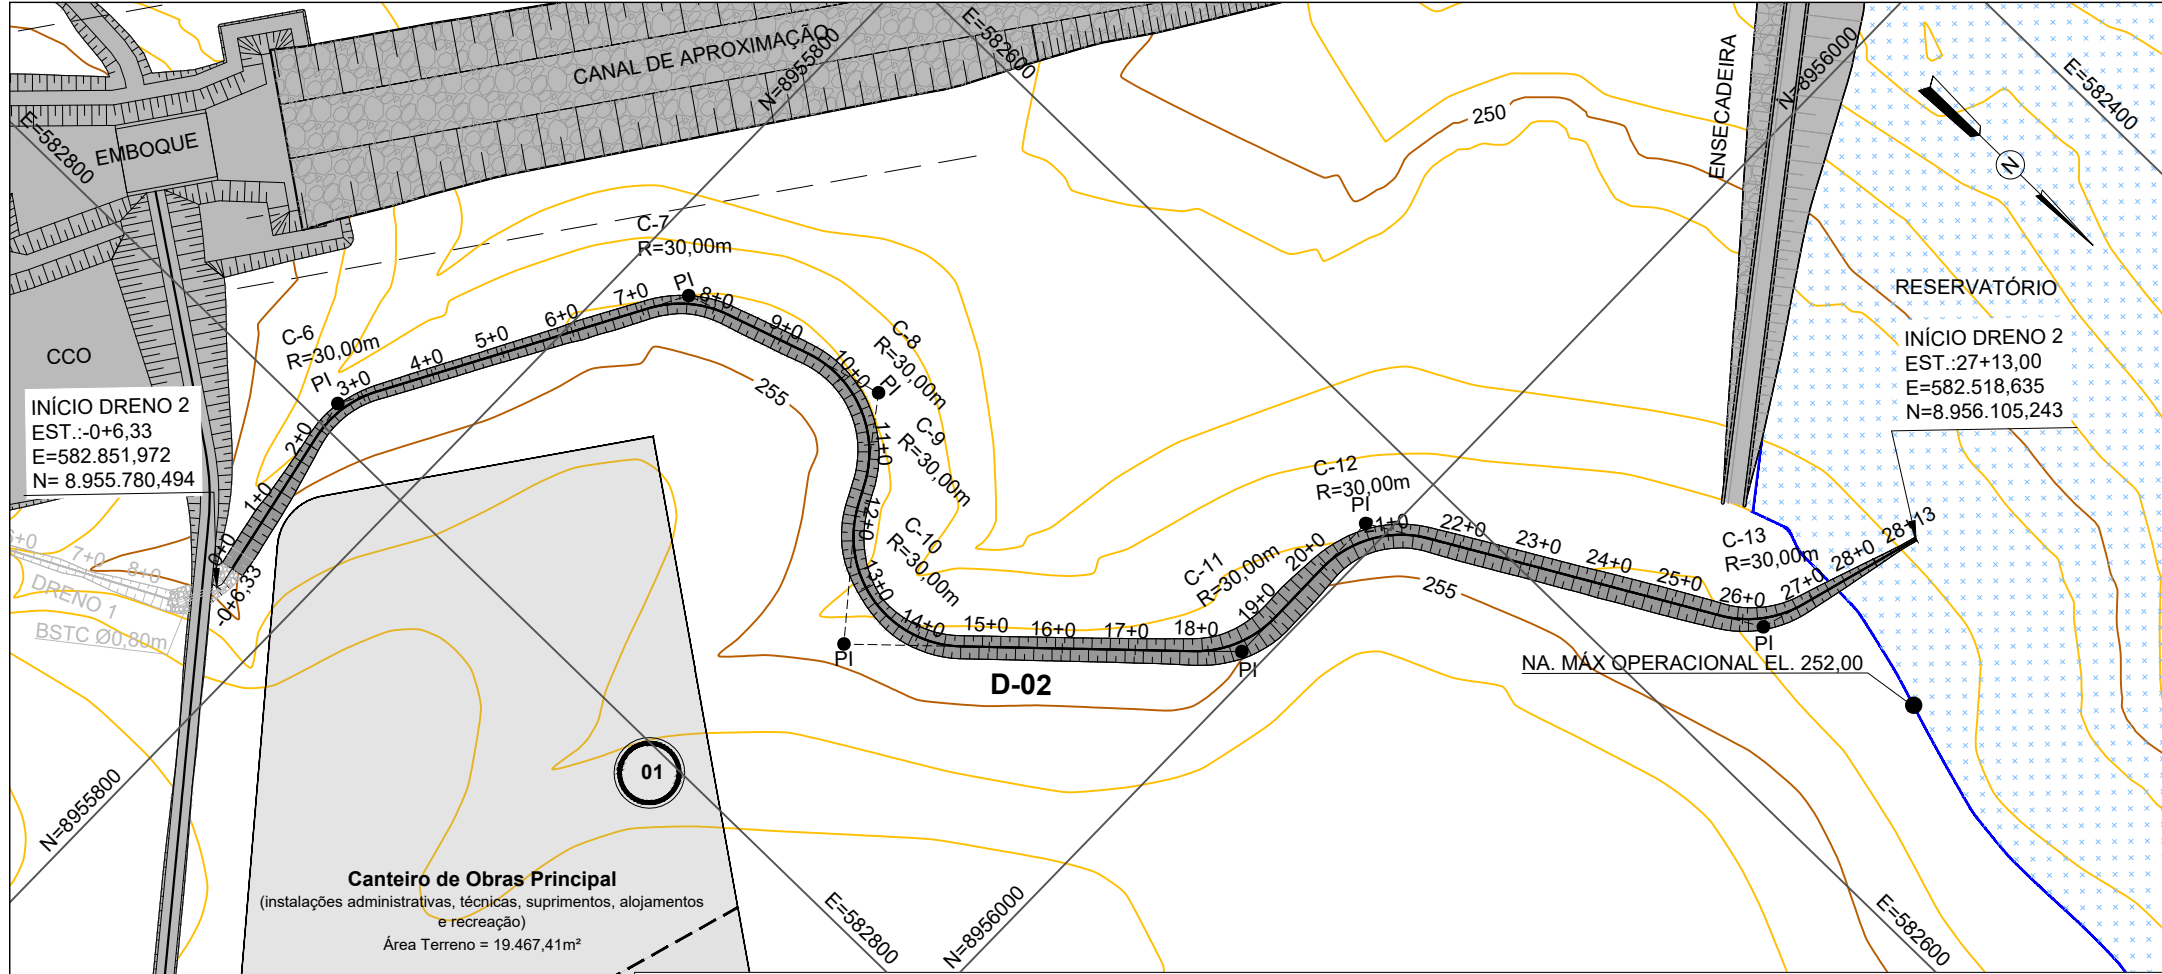 CANAL DE APROXIMAÇÃO
N=8955800
E=582600
ENSECADEIRA
N=8956000
E=582400
E=582800
EMBOQUE
250
N
C-7
R=30,00m
PI
RESERVATÓRIO
INÍCIO DRENO 2
EST.:27+13,00
E=582.518,635
N=8.956.105,243
CCO
C-6
R=30,00m
PI
C-8
R=30,00m
PI
INÍCIO DRENO 2
EST.:-0+6,33
E=582.851,972
N= 8.955.780,494
-0+6,33
0+0
1+0
2+0
3+0
4+0
5+0
6+0
7+0
8+0
9+0
10+0
11+0
12+0
13+0
14+0
15+0
16+0
17+0
18+0
19+0
20+0
21+0
22+0
23+0
24+0
25+0
26+0
27+0
28+0
28+13
255
C-9
R=30,00m
C-10
R=30,00m
PI
C-11
R=30,00m
PI
C-12
R=30,00m
PI
255
C-13
R=30,00m
PI
7+0
8+0
DRENO 1
BSTC Ø0,80m
NA. MÁX OPERACIONAL EL. 252,00
D-02
01
N=8955800
Canteiro de Obras Principal
(instalações administrativas, técnicas, suprimentos, alojamentos
e recreação)
Área Terreno = 19.467,41m²
E=582800
N=8956000
E=582600